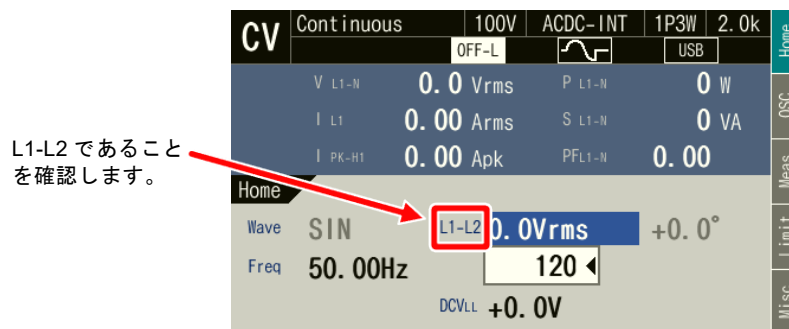 CV Continuous 100V ACDC-INT 1P3W 2.0k
OFF-L USB
V L1-N 0.0 Vrms P L1-N 0 W
I L1 0.00 Arms S L1-N 0 VA
I PK-H1 0.00 Apk PFL1-N 0.00
L1-L2 であること
を確認します。
Home
Wave SIN L1-L2 0.0Vrms +0.0°
Freq 50.00Hz 120
DCVLL +0.0V
Home
OSC
Meas
Limit
Misc